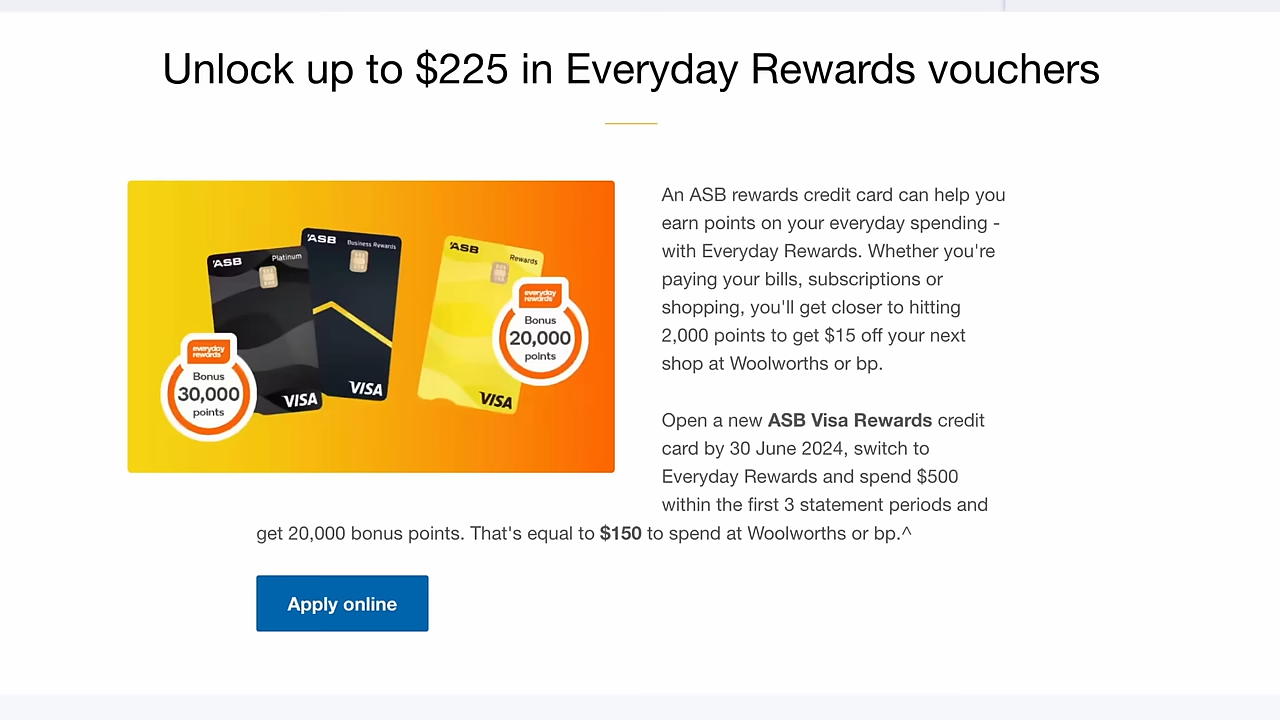 Unlock up to $225 in Everyday Rewards vouchers
ASB
Platinum
VISA
ASB
Business Rewards
VISA
ASB
Rewards
VISA
everyday
rewards
Bonus
30,000
points
everyday
rewards
Bonus
20,000
points
An ASB rewards credit card can help you
earn points on your everyday spending -
with Everyday Rewards. Whether you're
paying your bills, subscriptions or
shopping, you'll get closer to hitting
2,000 points to get $15 off your next
shop at Woolworths or bp.
Open a new ASB Visa Rewards credit
card by 30 June 2024, switch to
Everyday Rewards and spend $500
within the first 3 statement periods and
get 20,000 bonus points. That's equal to $150 to spend at Woolworths or bp.^
Apply online